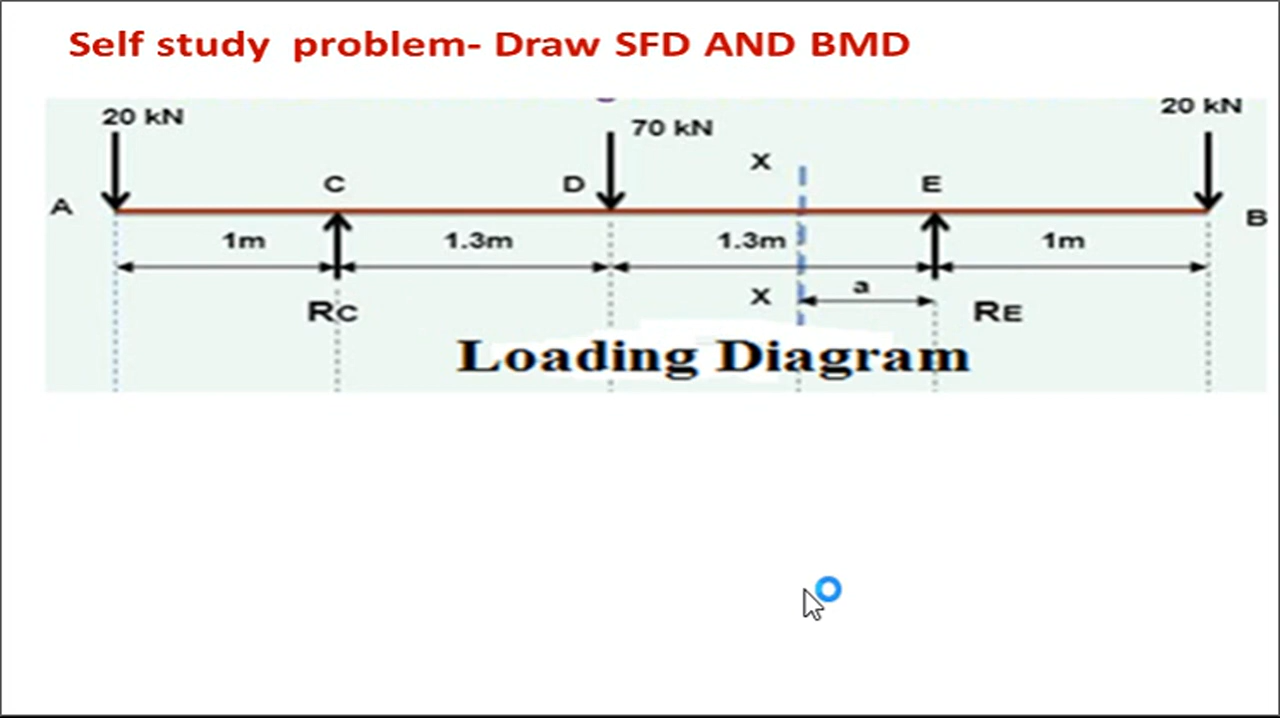 Self study problem- Draw SFD AND BMD
20 kN
70 kN
20 kN
X
A
C
D
E
B
1m
1.3m
1.3m
1m
X
a
RC
RE
Loading Diagram